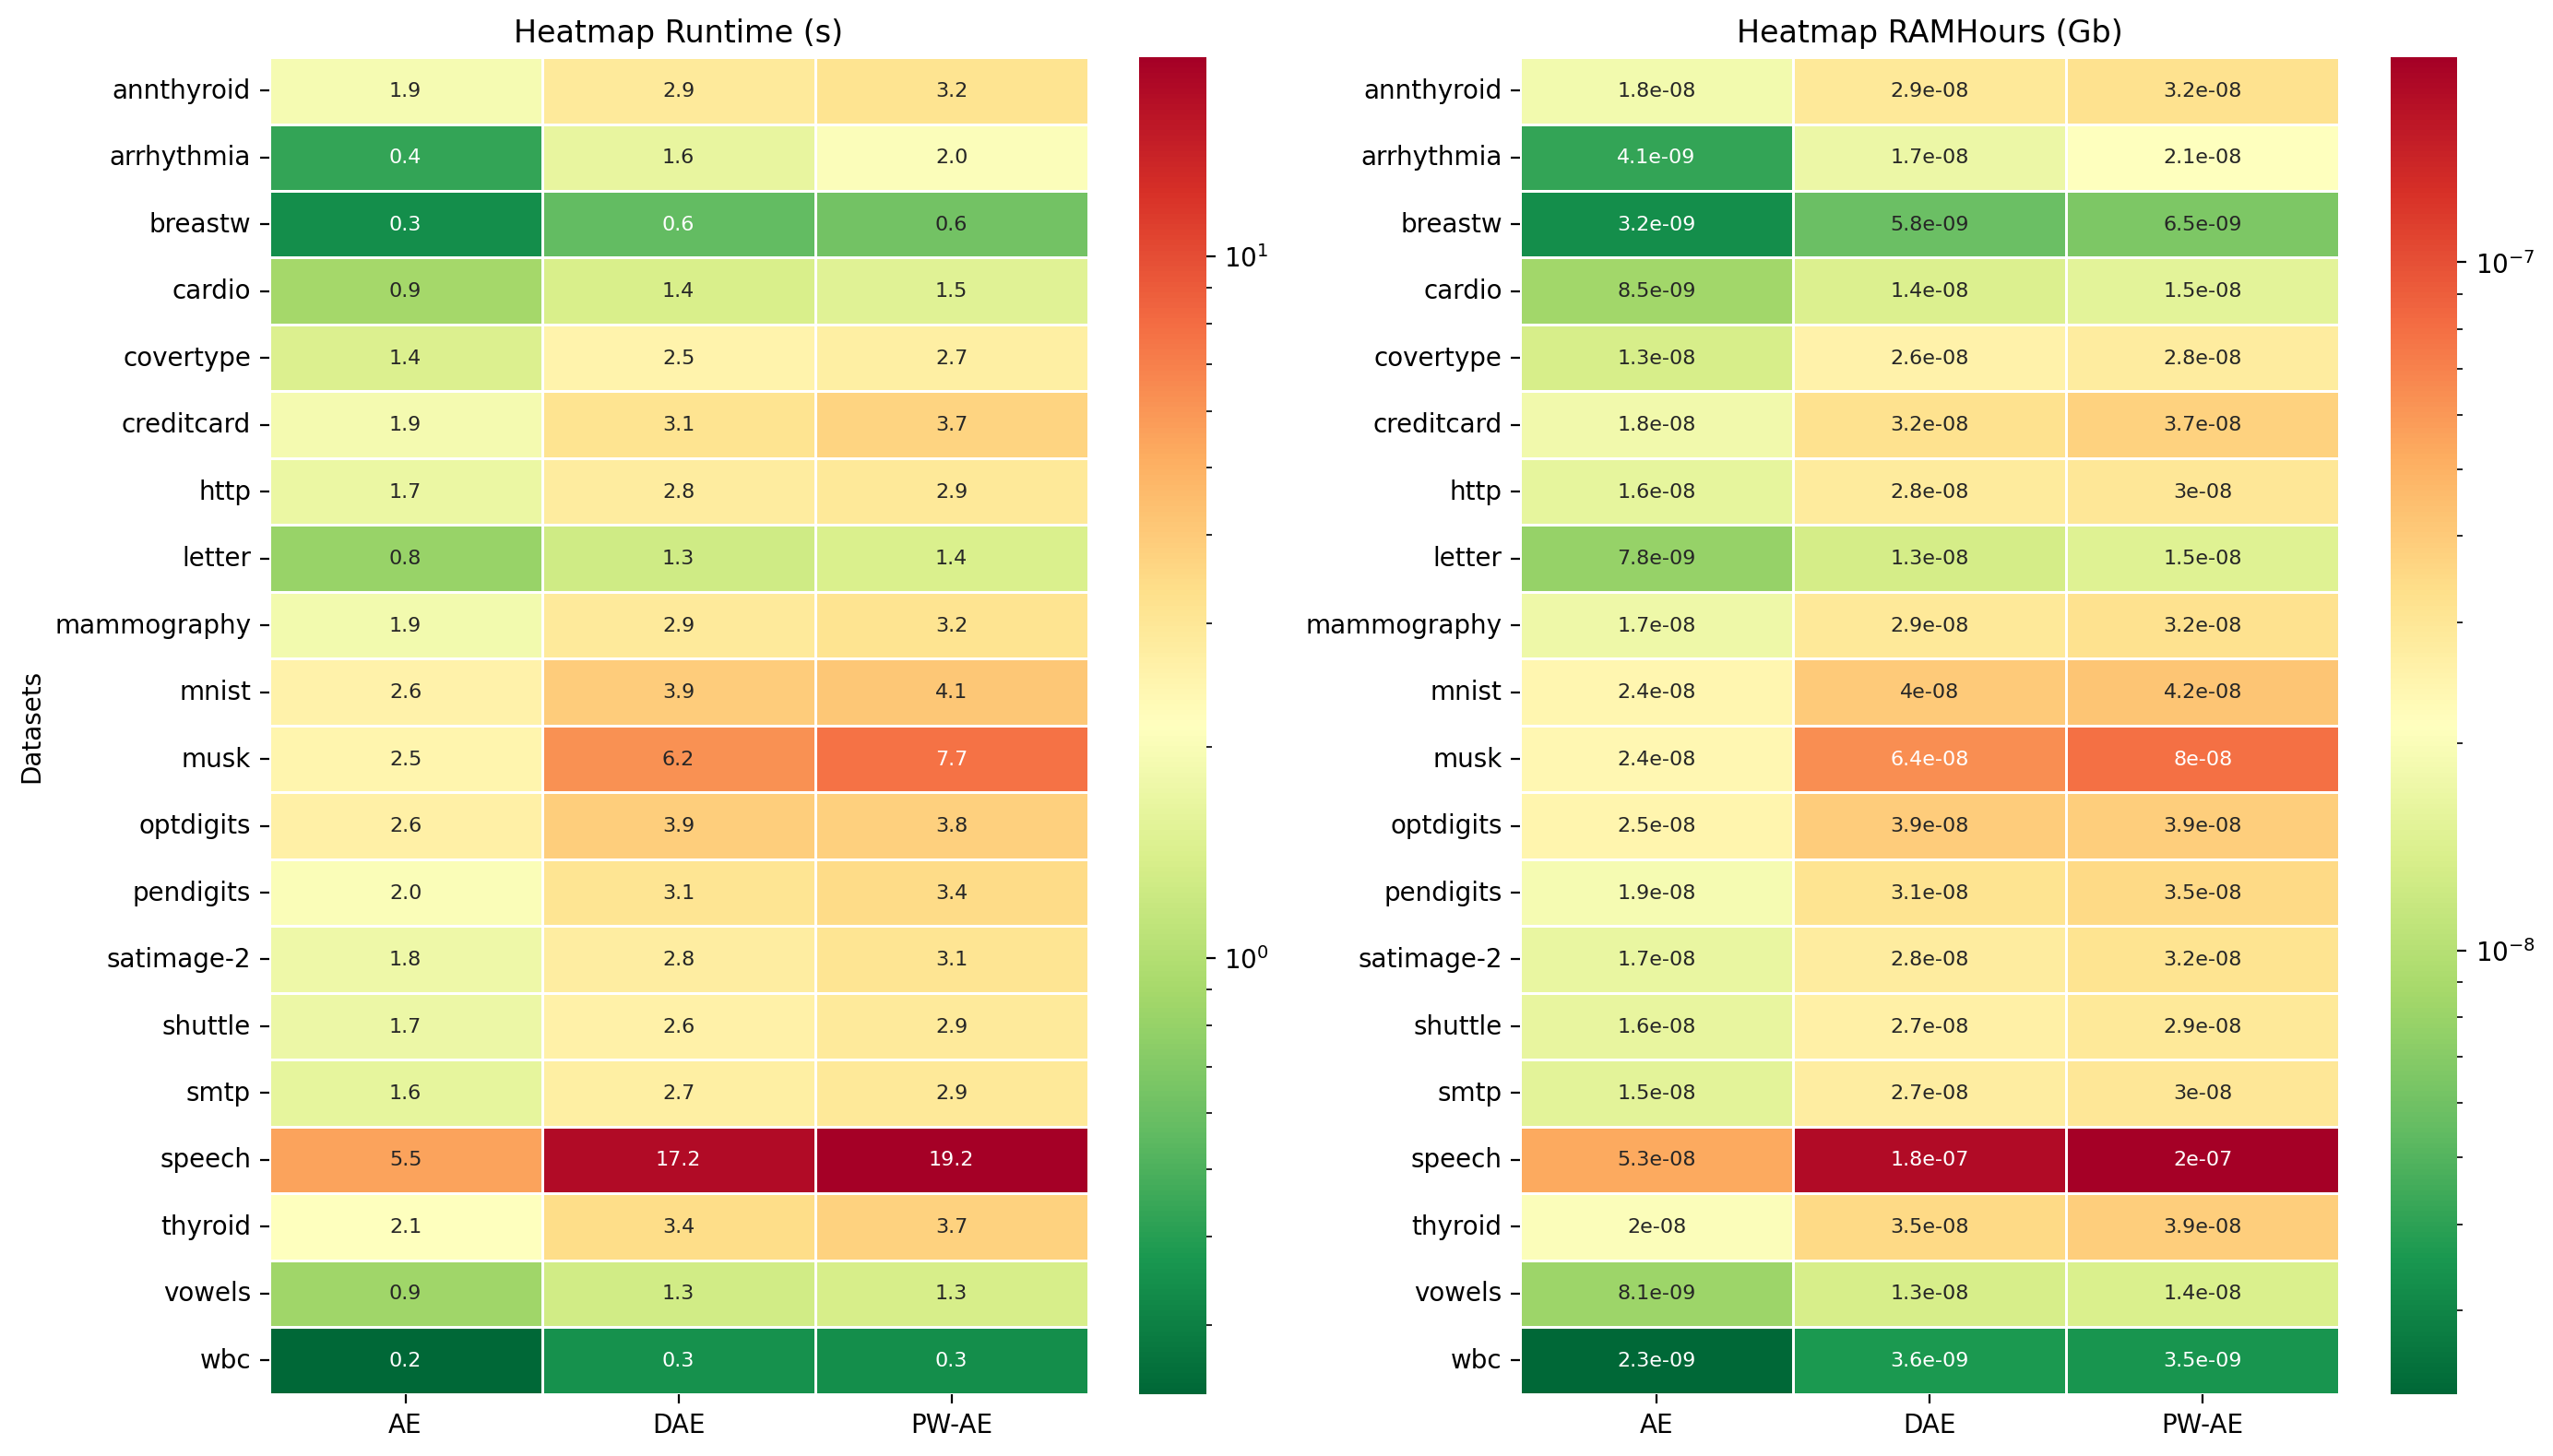 Heatmap Runtime (s)
Datasets
annthyroid 1.9 2.9 3.2
arrhythmia 0.4 1.6 2.0
breastw 0.3 0.6 0.6
cardio 0.9 1.4 1.5
covertype 1.4 2.5 2.7
creditcard 1.9 3.1 3.7
http 1.7 2.8 2.9
letter 0.8 1.3 1.4
mammography 1.9 2.9 3.2
mnist 2.6 3.9 4.1
musk 2.5 6.2 7.7
optdigits 2.6 3.9 3.8
pendigits 2.0 3.1 3.4
satimage-2 1.8 2.8 3.1
shuttle 1.7 2.6 2.9
smtp 1.6 2.7 2.9
speech 5.5 17.2 19.2
thyroid 2.1 3.4 3.7
vowels 0.9 1.3 1.3
wbc 0.2 0.3 0.3
AE DAE PW-AE
10¹
10⁰
Heatmap RAMHours (Gb)
annthyroid 1.8e-08 2.9e-08 3.2e-08
arrhythmia 4.1e-09 1.7e-08 2.1e-08
breastw 3.2e-09 5.8e-09 6.5e-09
cardio 8.5e-09 1.4e-08 1.5e-08
covertype 1.3e-08 2.6e-08 2.8e-08
creditcard 1.8e-08 3.2e-08 3.7e-08
http 1.6e-08 2.8e-08 3e-08
letter 7.8e-09 1.3e-08 1.5e-08
mammography 1.7e-08 2.9e-08 3.2e-08
mnist 2.4e-08 4e-08 4.2e-08
musk 2.4e-08 6.4e-08 8e-08
optdigits 2.5e-08 3.9e-08 3.9e-08
pendigits 1.9e-08 3.1e-08 3.5e-08
satimage-2 1.7e-08 2.8e-08 3.2e-08
shuttle 1.6e-08 2.7e-08 2.9e-08
smtp 1.5e-08 2.7e-08 3e-08
speech 5.3e-08 1.8e-07 2e-07
thyroid 2e-08 3.5e-08 3.9e-08
vowels 8.1e-09 1.3e-08 1.4e-08
wbc 2.3e-09 3.6e-09 3.5e-09
AE DAE PW-AE
10⁻⁷
10⁻⁸